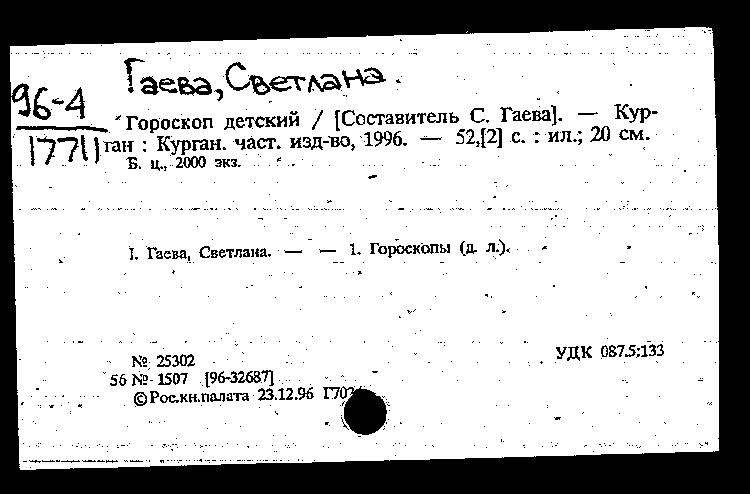 Гаева, Светлана.
96-4
17711
Гороскоп детский / [Составитель С. Гаева]. — Кур-
ган : Курган. част. изд-во, 1996. — 52,[2] с. : ил.; 20 см.
Б. ц., 2000 экз.
I. Гаева, Светлана. — — 1. Гороскопы (д. л.).
№ 25302
УДК 087.5:133
56 № 1507 [96-32687]
© Рос.кн.палата 23.12.96